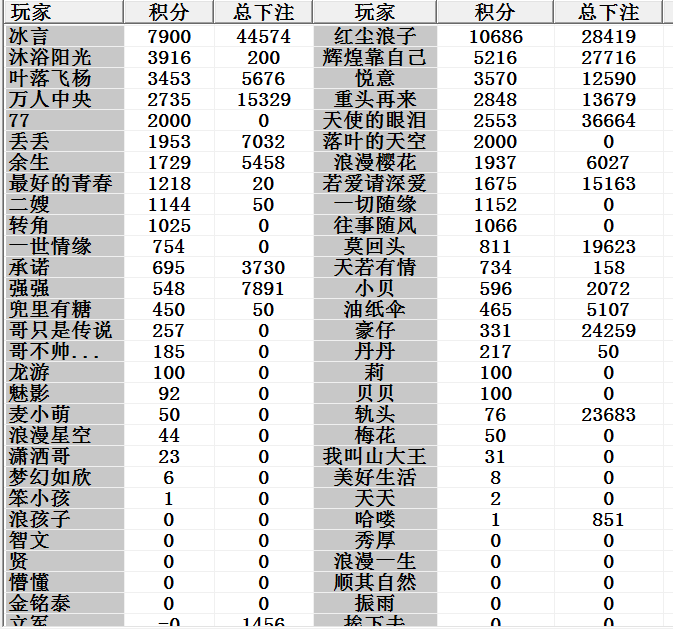 玩家 积分 总下注 玩家 积分 总下注
冰言 7900 44574 红尘浪子 10686 28419
沐浴阳光 3916 200 辉煌靠自己 5216 27716
叶落飞杨 3453 5676 悦意 3570 12590
万人中央 2735 15329 重头再来 2848 13679
77 2000 0 天使的眼泪 2553 36664
丢丢 1953 7032 落叶的天空 2000 0
余生 1729 5458 浪漫樱花 1937 6027
最好的青春 1218 20 若爱请深爱 1675 15163
二嫂 1144 50 一切随缘 1152 0
转角 1025 0 往事随风 1066 0
一世情缘 754 0 莫回头 811 19623
承诺 695 3730 天若有情 734 158
强强 548 7891 小贝 596 2072
兜里有糖 450 50 油纸伞 465 5107
哥只是传说 257 0 豪仔 331 24259
哥不帅... 185 0 丹丹 217 50
龙游 100 0 莉 100 0
魅影 92 0 贝贝 100 0
麦小萌 50 0 轨头 76 23683
浪漫星空 44 0 梅花 50 0
潇洒哥 23 0 我叫山大王 31 0
梦幻如欣 6 0 美好生活 8 0
笨小孩 1 0 天天 2 0
浪孩子 0 0 哈喽 1 851
智文 0 0 秀厚 0 0
贤 0 0 浪漫一生 0 0
懵懂 0 0 顺其自然 0 0
金铭泰 0 0 振雨 0 0
-0 1456 挨下去 0 0